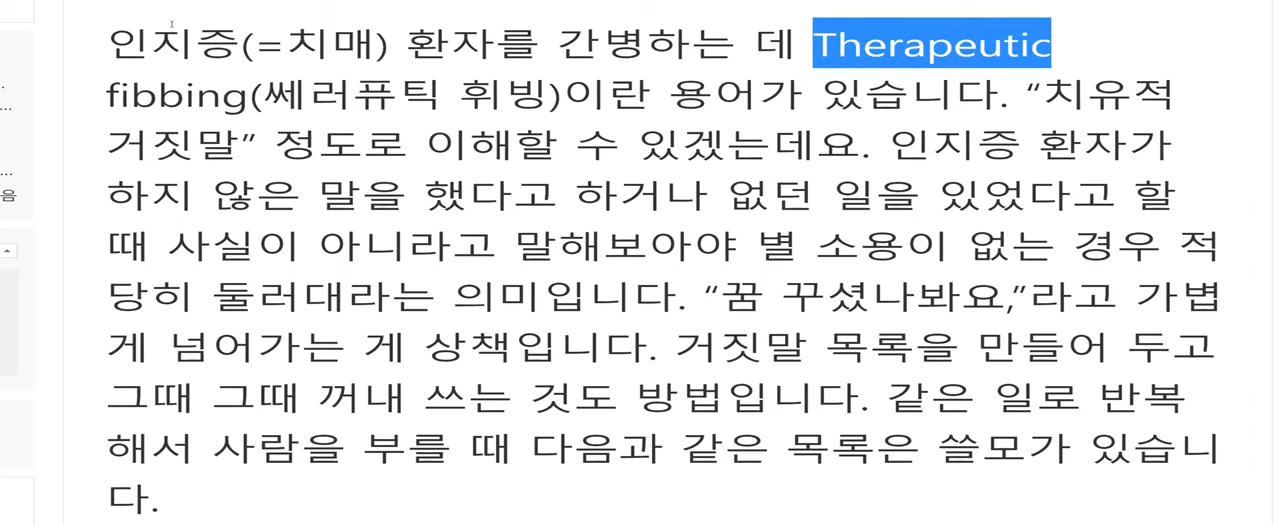 인지증(=치매) 환자를 간병하는 데 Therapeutic
fibbing(쎄러퓨틱 휘빙)이란 용어가 있습니다. “치유적
거짓말” 정도로 이해할 수 있겠는데요. 인지증 환자가
하지 않은 말을 했다고 하거나 없던 일을 있었다고 할
때 사실이 아니라고 말해보아야 별 소용이 없는 경우 적
당히 둘러대라는 의미입니다. “꿈 꾸셨나봐요,”라고 가볍
게 넘어가는 게 상책입니다. 거짓말 목록을 만들어 두고
그때 그때 꺼내 쓰는 것도 방법입니다. 같은 일로 반복
해서 사람을 부를 때 다음과 같은 목록은 쓸모가 있습니
다.
...
...
음